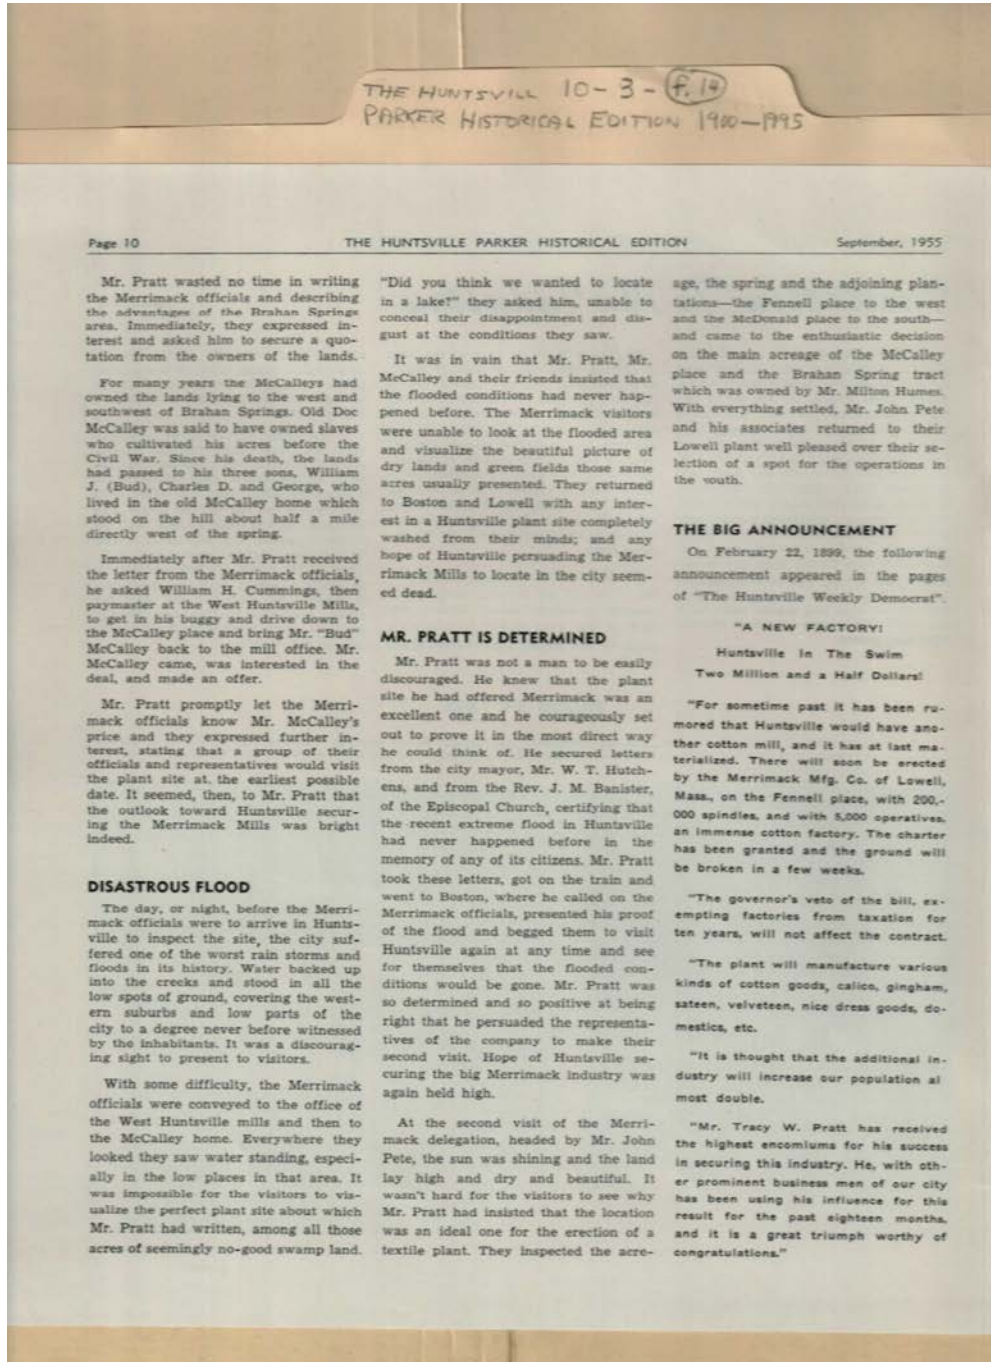 THE HUNTSVILL 10-3-(f.14)
PARKER HISTORICAL EDITION 1900-1995
Page 10
THE HUNTSVILLE PARKER HISTORICAL EDITION
September, 1955
Mr. Pratt wasted no time in writing
the Merrimack officials and describing
the advantages of the Brahan Springs
area. Immediately, they expressed in-
terest and asked him to secure a quo-
tation from the owners of the lands.
For many years the McCalleys had
owned the lands lying to the west and
southwest of Brahan Springs. Old Doc
McCalley was said to have owned slaves
who cultivated his acres before the
Civil War. Since his death, the lands
had passed to his three sons, William
J. (Bud), Charles D. and George, who
lived in the old McCalley home which
stood on the hill about half a mile
directly west of the spring.
Immediately after Mr. Pratt received
the letter from the Merrimack officials,
he asked William H. Cummings, then
paymaster at the West Huntsville Mills,
to get in his buggy and drive down to
the McCalley place and bring Mr. "Bud"
McCalley back to the mill office. Mr.
McCalley came, was interested in the
deal, and made an offer.
Mr. Pratt promptly let the Merri-
mack officials know Mr. McCalley's
price and they expressed further in-
terest, stating that a group of their
officials and representatives would visit
the plant site at the earliest possible
date. It seemed, then, to Mr. Pratt that
the outlook toward Huntsville secur-
ing the Merrimack Mills was bright
indeed.
DISASTROUS FLOOD
The day, or night, before the Merri-
mack officials were to arrive in Hunts-
ville to inspect the site, the city suf-
fered one of the worst rain storms and
floods in its history. Water backed up
into the creeks and stood in all the
low spots of ground, covering the west-
ern suburbs and low parts of the
city to a degree never before witnessed
by the inhabitants. It was a discourag-
ing sight to present to visitors.
With some difficulty, the Merrimack
officials were conveyed to the office of
the West Huntsville mills and then to
the McCalley home. Everywhere they
looked they saw water standing, especi-
ally in the low places in that area. It
was impossible for the visitors to vis-
ualize the perfect plant site about which
Mr. Pratt had written, among all those
acres of seemingly no-good swamp land.
"Did you think we wanted to locate
in a lake?" they asked him, unable to
conceal their disappointment and dis-
gust at the conditions they saw.
It was in vain that Mr. Pratt, Mr.
McCalley and their friends insisted that
the flooded conditions had never hap-
pened before. The Merrimack visitors
were unable to look at the flooded area
and visualize the beautiful picture of
dry lands and green fields those same
acres usually presented. They returned
to Boston and Lowell with any inter-
est in a Huntsville plant site completely
washed from their minds; and any
hope of Huntsville persuading the Mer-
rimack Mills to locate in the city seem-
ed dead.
MR. PRATT IS DETERMINED
Mr. Pratt was not a man to be easily
discouraged. He knew that the plant
site he had offered Merrimack was an
excellent one and he courageously set
out to prove it in the most direct way
he could think of. He secured letters
from the city mayor, Mr. W. T. Hutch-
ens, and from the Rev. J. M. Banister,
of the Episcopal Church, certifying that
the recent extreme flood in Huntsville
had never happened before in the
memory of any of its citizens. Mr. Pratt
took these letters, got on the train and
went to Boston, where he called on the
Merrimack officials, presented his proof
of the flood and begged them to visit
Huntsville again at any time and see
for themselves that the flooded con-
ditions would be gone. Mr. Pratt was
so determined and so positive at being
right that he persuaded the representa-
tives of the company to make their
second visit. Hope of Huntsville se-
curing the big Merrimack industry was
again held high.
At the second visit of the Merri-
mack delegation, headed by Mr. John
Pete, the sun was shining and the land
lay high and dry and beautiful. It
wasn't hard for the visitors to see why
Mr. Pratt had insisted that the location
was an ideal one for the erection of a
textile plant. They inspected the acre-
age, the spring and the adjoining plan-
tations—the Fennell place to the west
and the McDonald place to the south—
and came to the enthusiastic decision
on the main acreage of the McCalley
place and the Brahan Spring tract
which was owned by Mr. Milton Humes.
With everything settled, Mr. John Pete
and his associates returned to their
Lowell plant well pleased over their se-
lection of a spot for the operations in
the south.
THE BIG ANNOUNCEMENT
On February 22, 1899, the following
announcement appeared in the pages
of "The Huntsville Weekly Democrat".
"A NEW FACTORY!
Huntsville In The Swim
Two Million and a Half Dollars!
"For sometime past it has been ru-
mored that Huntsville would have ano-
ther cotton mill, and it has at last ma-
terialized. There will soon be erected
by the Merrimack Mfg. Co. of Lowell,
Mass., on the Fennell place, with 200,-
000 spindles, and with 5,000 operatives,
an immense cotton factory. The charter
has been granted and the ground will
be broken in a few weeks.
"The governor's veto of the bill, ex-
empting factories from taxation for
ten years, will not affect the contract.
"The plant will manufacture various
kinds of cotton goods, calico, gingham,
sateen, velveteen, nice dress goods, do-
mestics, etc.
"It is thought that the additional in-
dustry will increase our population al
most double.
"Mr. Tracy W. Pratt has received
the highest encomiums for his success
in securing this industry. He, with oth-
er prominent business men of our city
has been using his influence for this
result for the past eighteen months,
and it is a great triumph worthy of
congratulations."